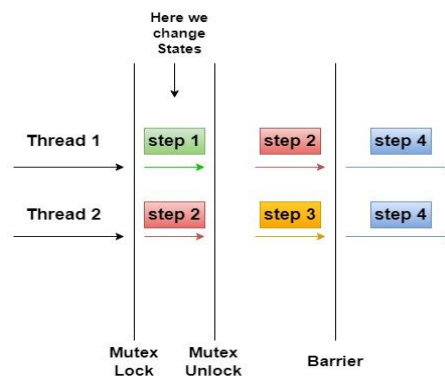 Here we
change
States
Thread 1
step 1
step 2
step 4
Thread 2
step 2
step 3
step 4
Mutex
Lock
Mutex
Unlock
Barrier